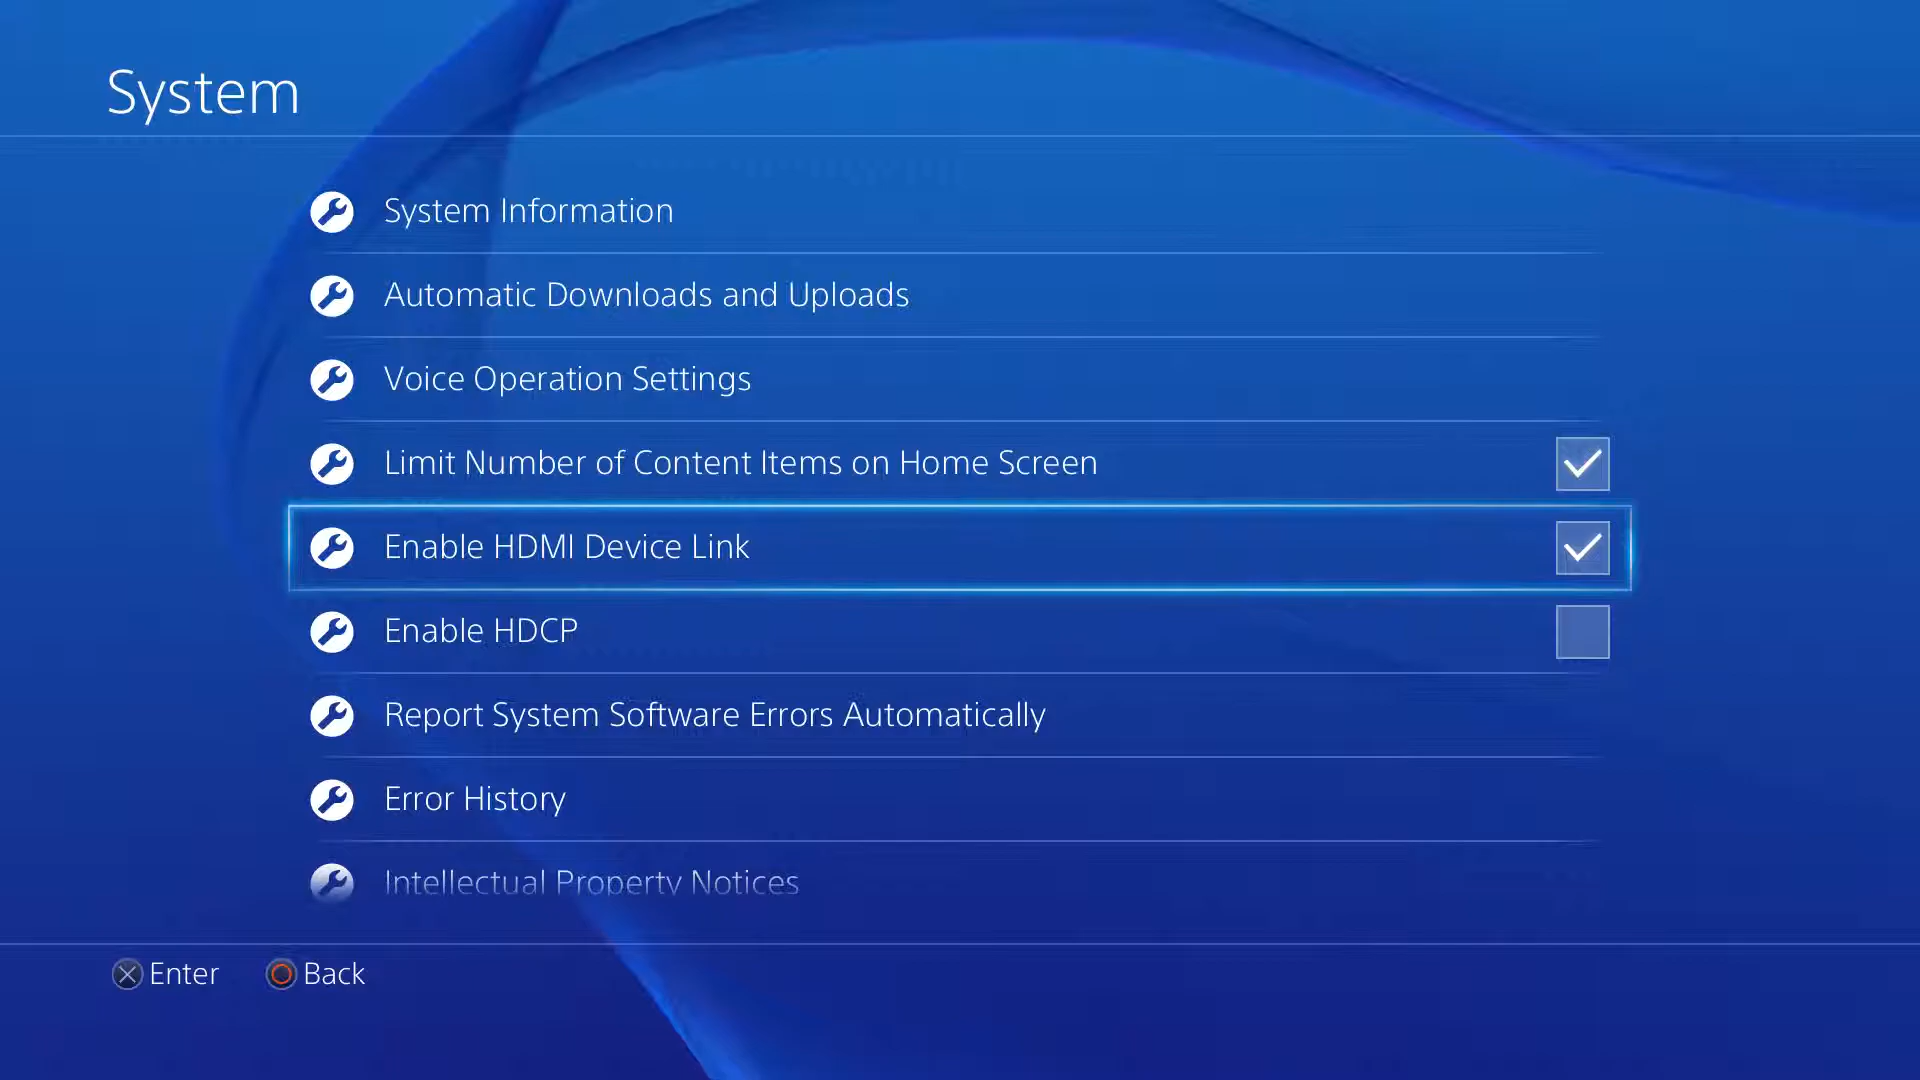 System
System Information
Automatic Downloads and Uploads
Voice Operation Settings
Limit Number of Content Items on Home Screen
Enable HDMI Device Link
Enable HDCP
Report System Software Errors Automatically
Error History
Intellectual Property Notices
Enter Back